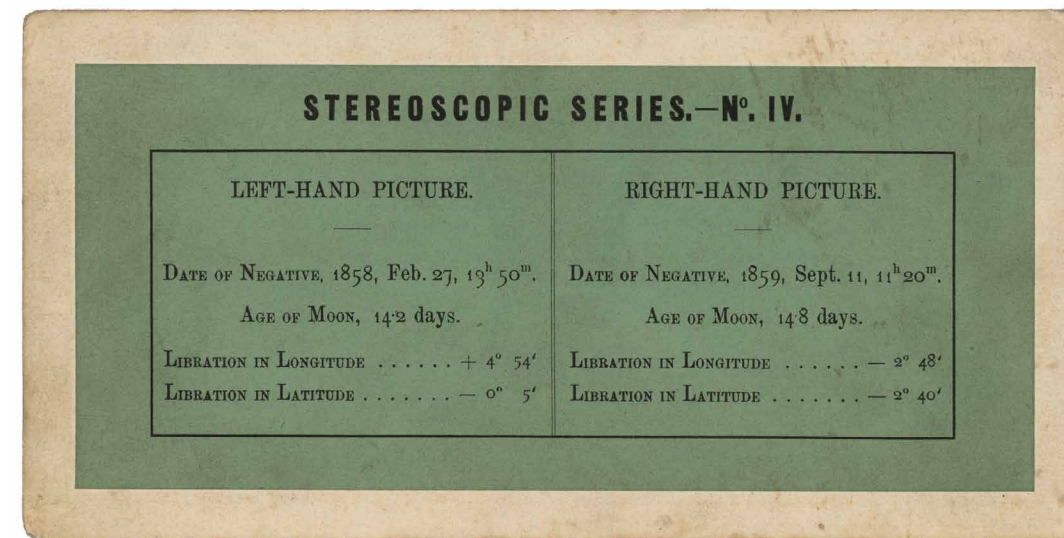 STEREOSCOPIC SERIES.—Nº. IV.
LEFT-HAND PICTURE.
DATE OF NEGATIVE, 1858, Feb. 27, 13ʰ 50ᵐ.
AGE OF MOON, 14·2 days.
LIBRATION IN LONGITUDE ...... + 4° 54′
LIBRATION IN LATITUDE ....... — 0° 5′
RIGHT-HAND PICTURE.
DATE OF NEGATIVE, 1859, Sept. 11, 11ʰ20ᵐ.
AGE OF MOON, 14·8 days.
LIBRATION IN LONGITUDE ...... — 2° 48′
LIBRATION IN LATITUDE ....... — 2° 40′